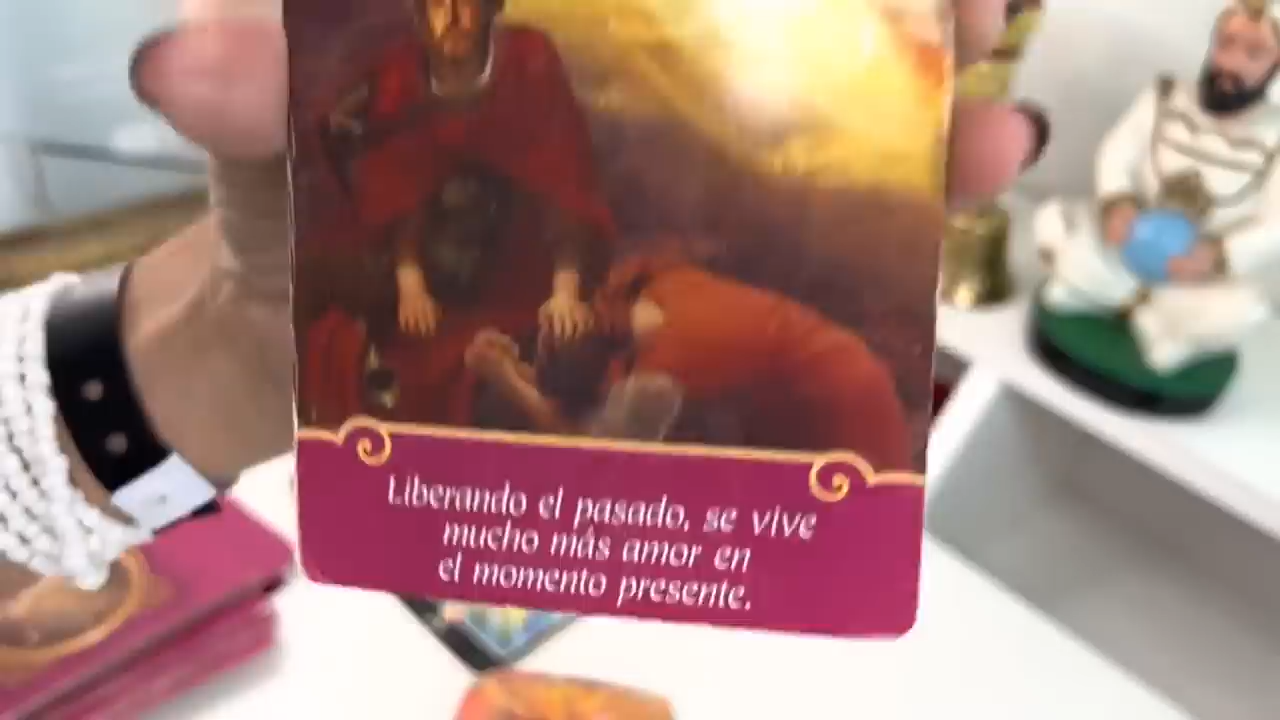 Liberando el pasado, se vive
mucho más amor en
el momento presente.